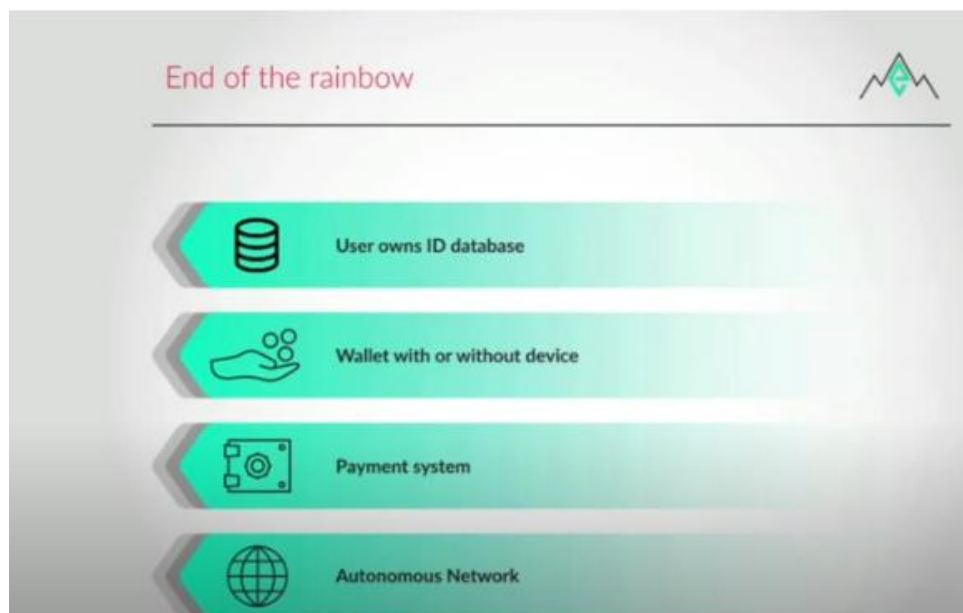 End of the rainbow
User owns ID database
Wallet with or without device
Payment system
Autonomous Network